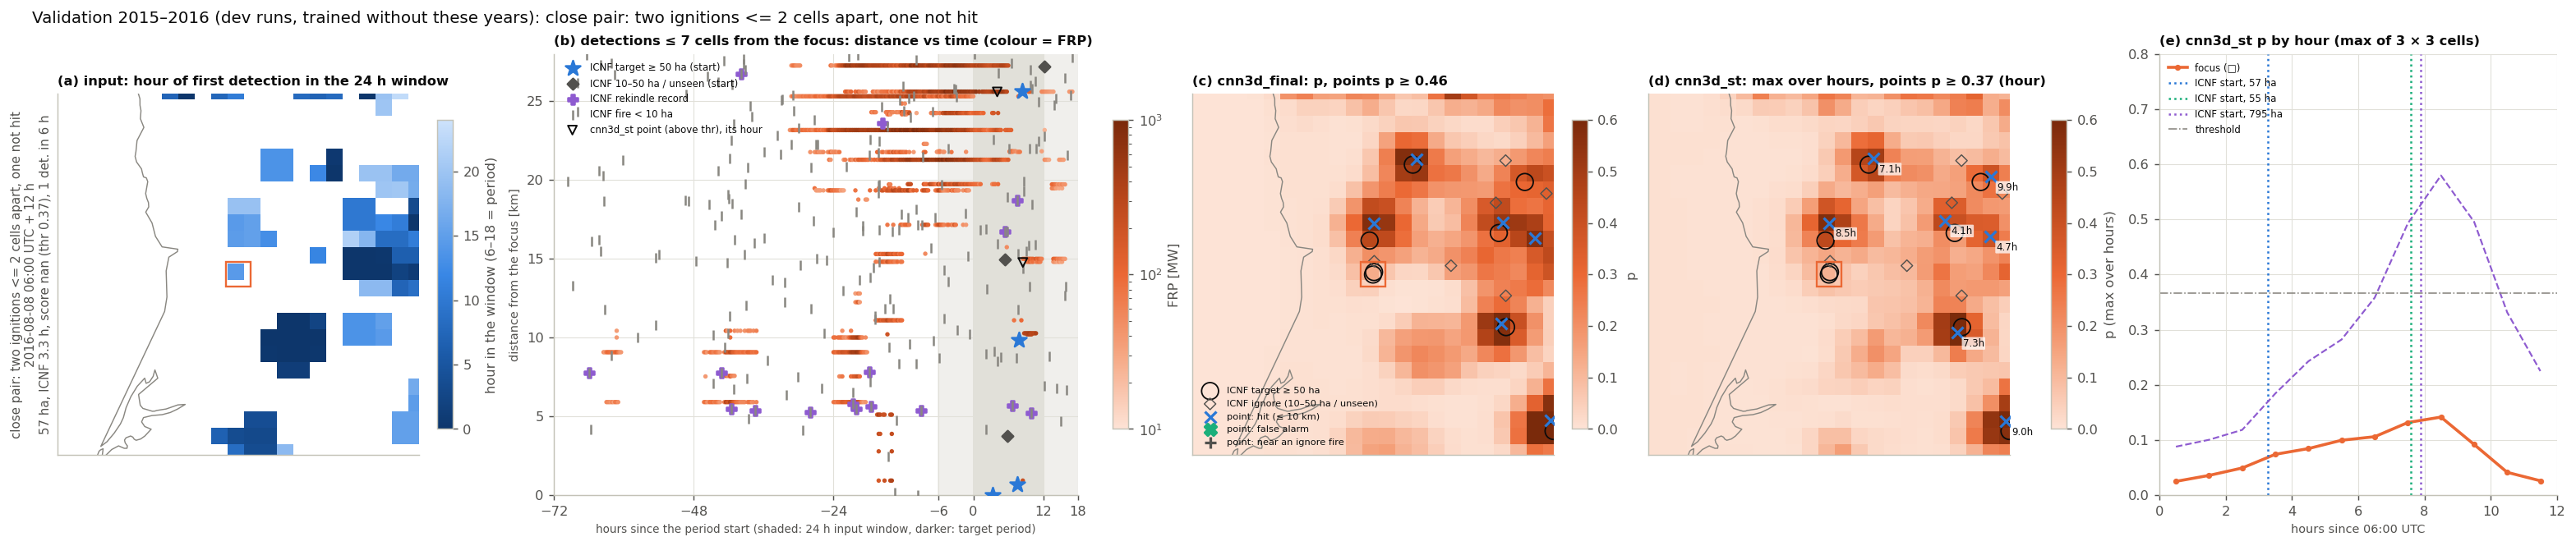 Validation 2015–2016 (dev runs, trained without these years): close pair: two ignitions <= 2 cells apart, one not hit
close pair: two ignitions <= 2 cells apart, one not hit
2016-08-08 06:00 UTC + 12 h
57 ha, ICNF 3.3 h, score nan (thr 0.37), 1 det. in 6 h
(a) input: hour of first detection in the 24 h window
20
15
10
5
0
hour in the window (6–18 = period)
(b) detections ≤ 7 cells from the focus: distance vs time (colour = FRP)
ICNF target ≥ 50 ha (start)
ICNF 10–50 ha / unseen (start)
ICNF rekindle record
ICNF fire < 10 ha
cnn3d_st point (above thr), its hour
distance from the focus [km]
25
20
15
10
5
0
−72
−48
−24
−6
0
12
18
hours since the period start (shaded: 24 h input window, darker: target period)
10³
10²
10¹
FRP [MW]
(c) cnn3d_final: p, points p ≥ 0.46
ICNF target ≥ 50 ha
ICNF ignore (10–50 ha / unseen)
point: hit (≤ 10 km)
point: false alarm
point: near an ignore fire
0.6
0.5
0.4
0.3
0.2
0.1
0.0
p
(d) cnn3d_st: max over hours, points p ≥ 0.37 (hour)
7.1h
9.9h
8.5h
4.1h
4.7h
7.3h
9.0h
0.6
0.5
0.4
0.3
0.2
0.1
0.0
p (max over hours)
(e) cnn3d_st p by hour (max of 3 × 3 cells)
focus (□)
ICNF start, 57 ha
ICNF start, 55 ha
ICNF start, 795 ha
threshold
0.8
0.7
0.6
0.5
0.4
0.3
0.2
0.1
0.0
0
2
4
6
8
10
12
hours since 06:00 UTC